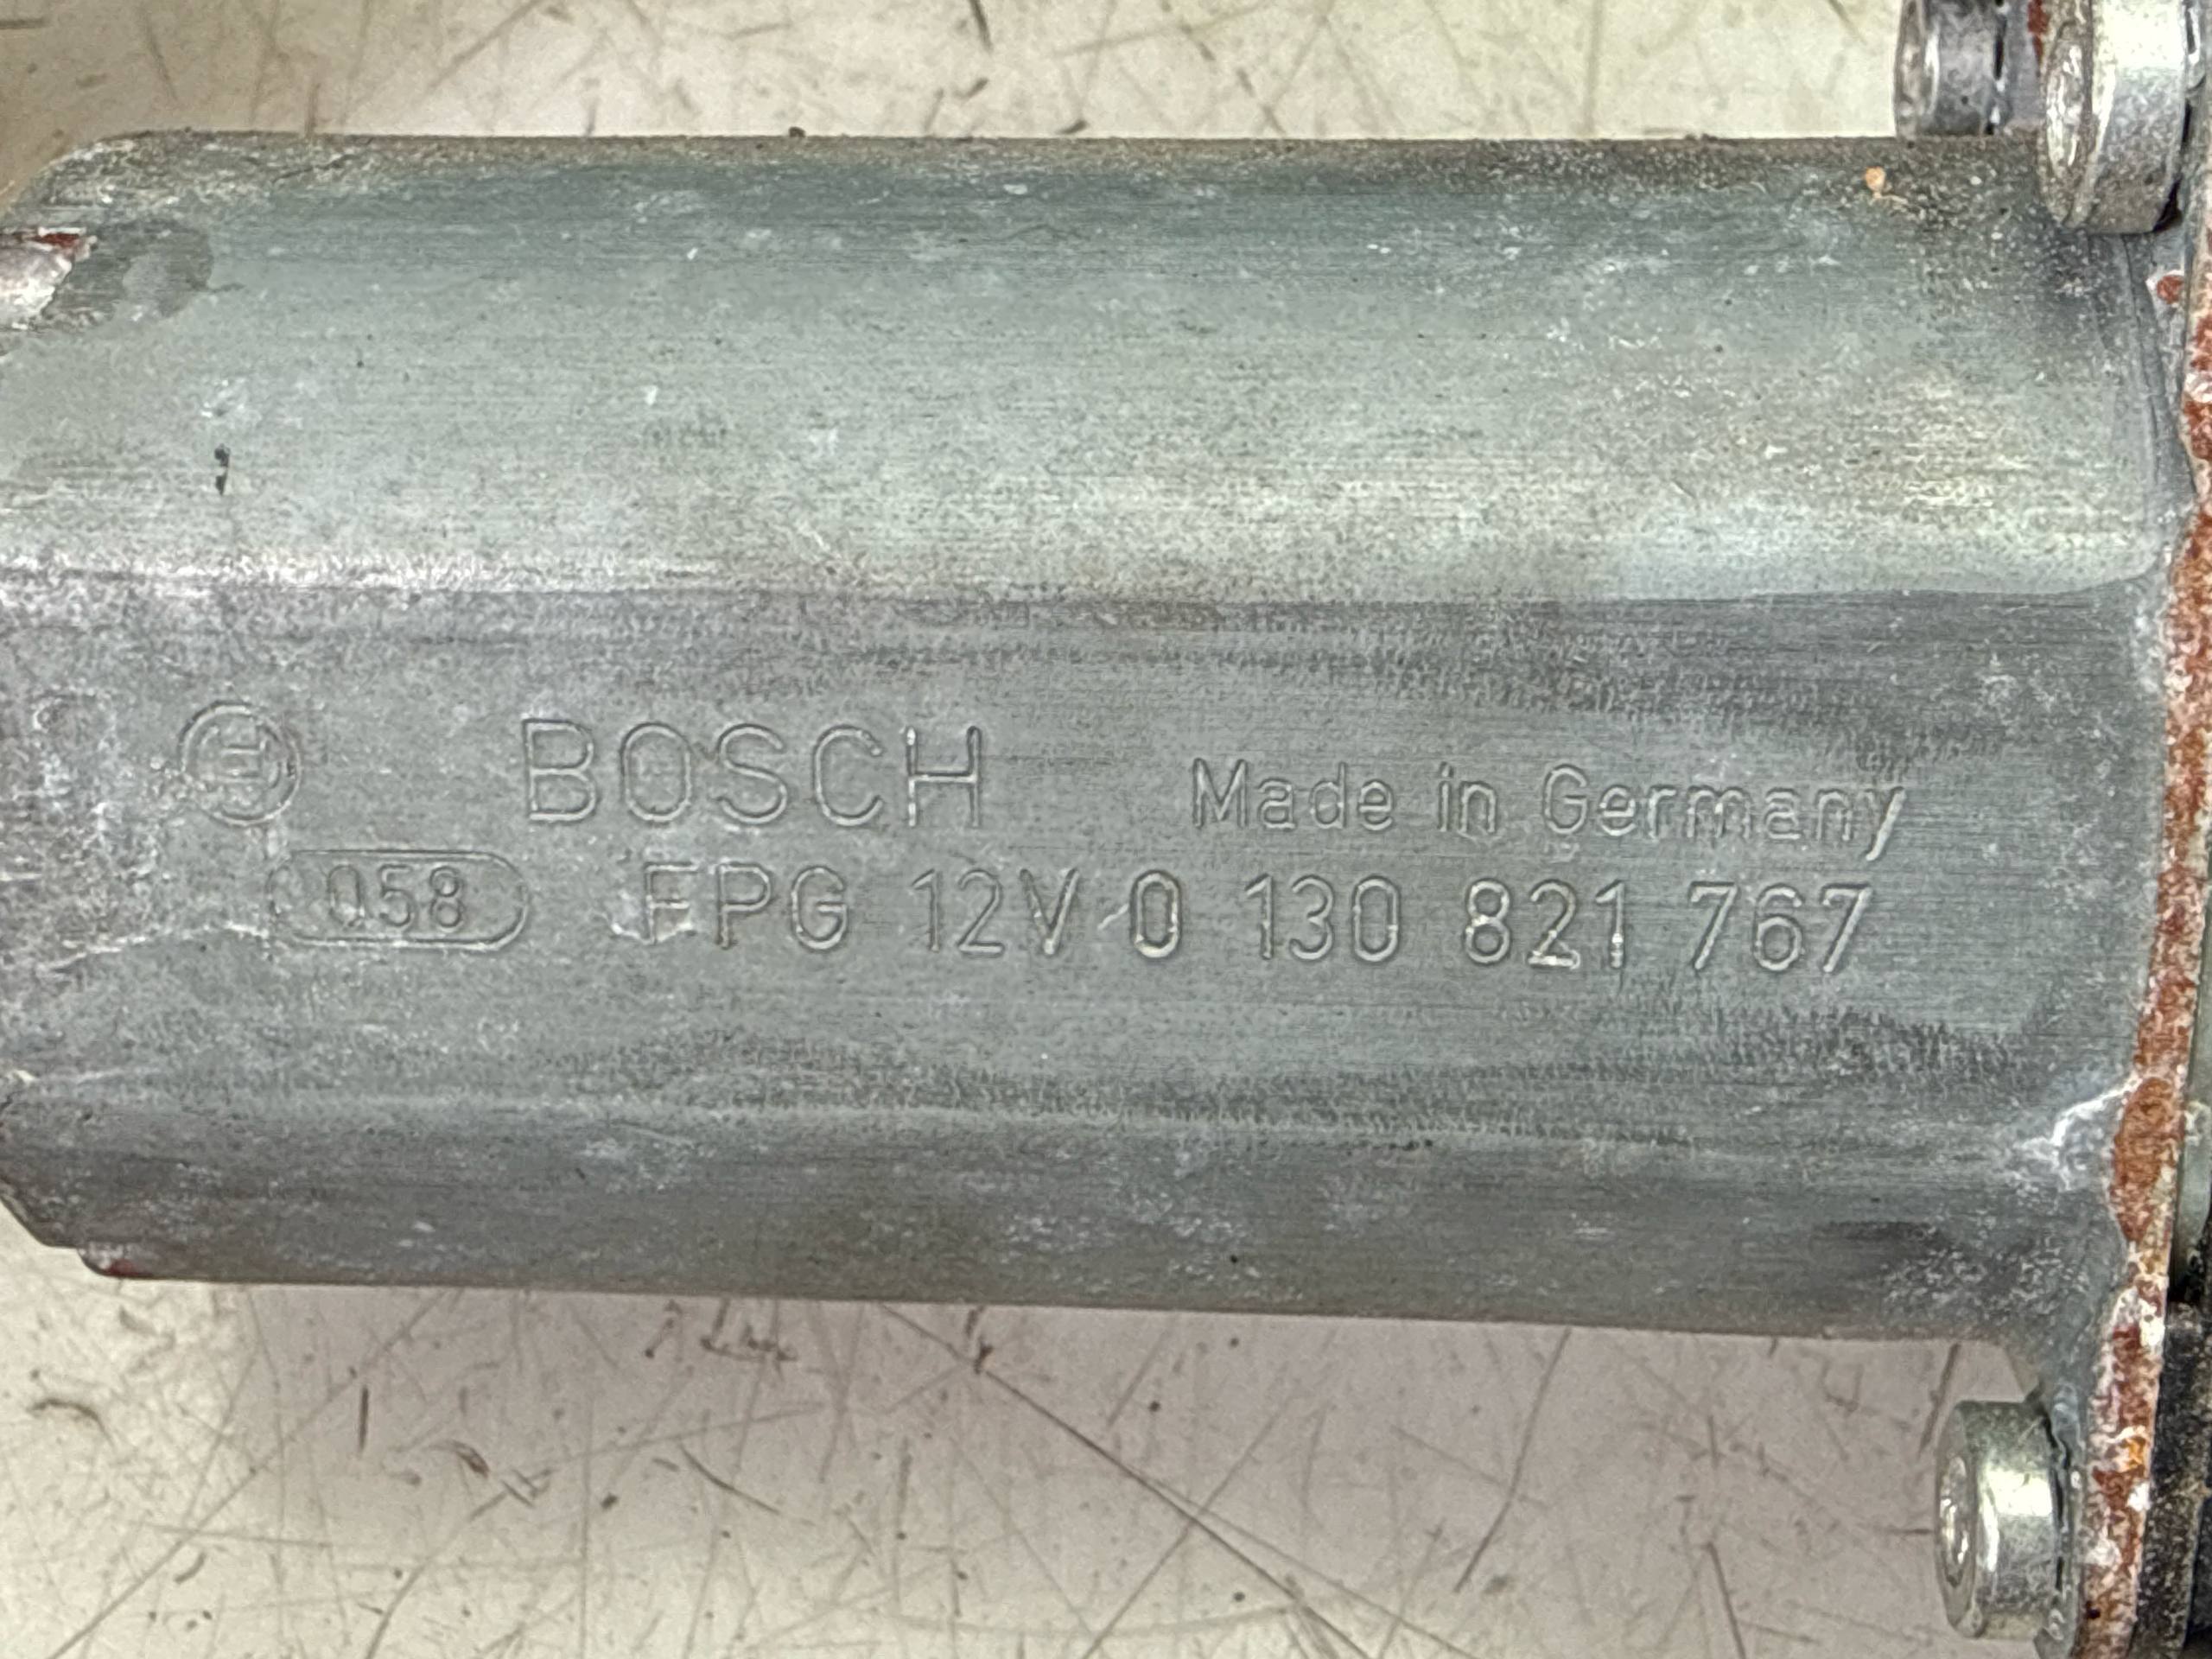 BOSCH Made in Germany
058 FPG 12V 0 130 821 767